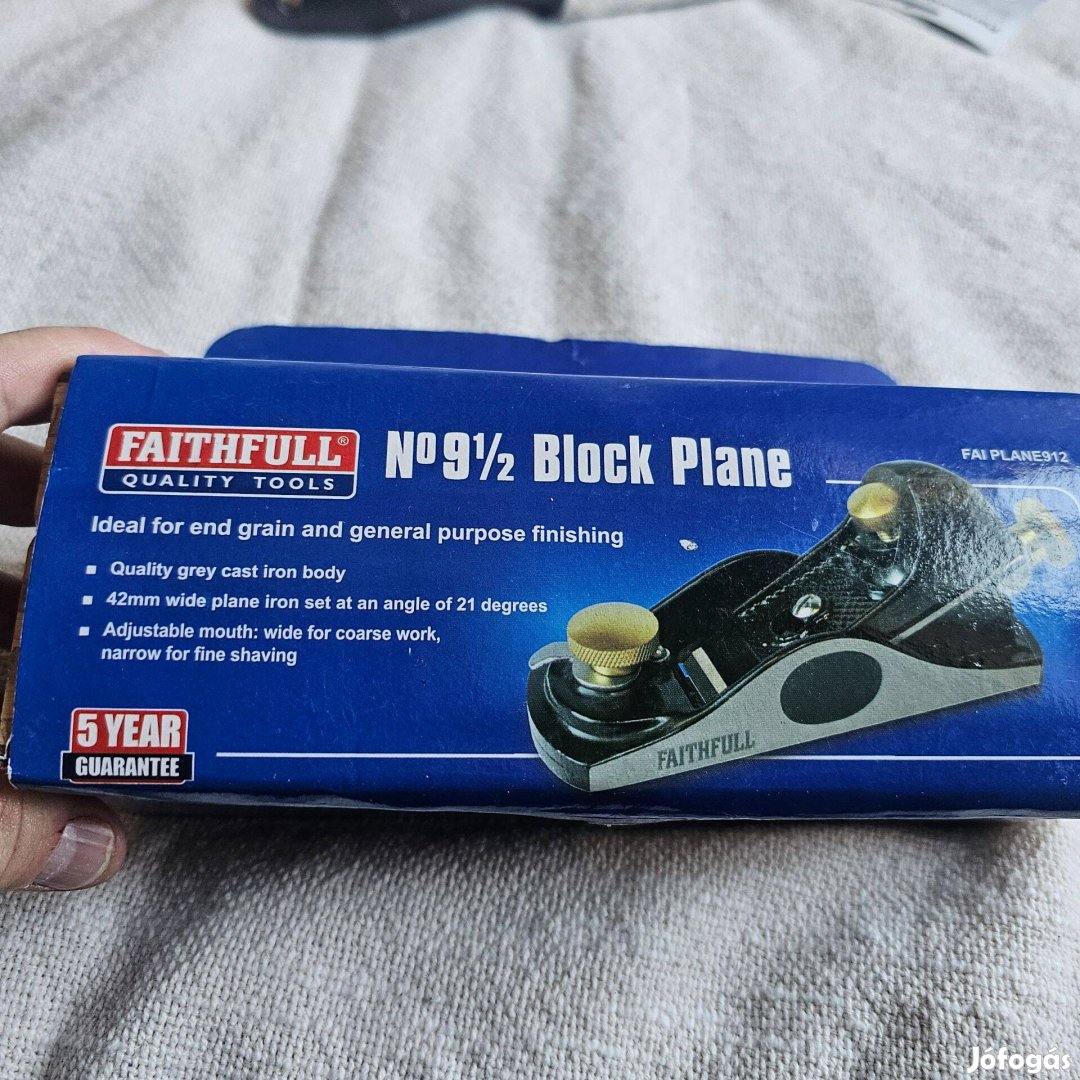 FAITHFULL®
QUALITY TOOLS
Nº 9½ Block Plane
FAI PLANE912
Ideal for end grain and general purpose finishing
▪ Quality grey cast iron body
▪ 42mm wide plane iron set at an angle of 21 degrees
▪ Adjustable mouth: wide for coarse work,
narrow for fine shaving
5 YEAR
GUARANTEE
FAITHFULL
Jófogás